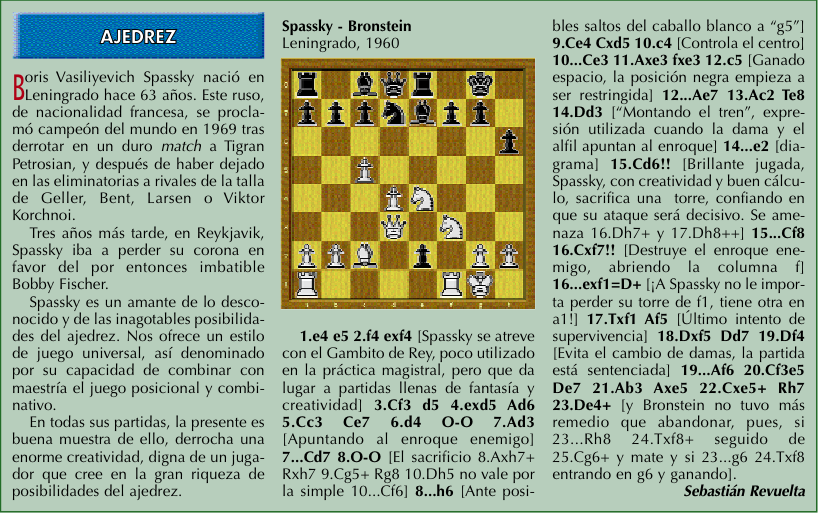 AJEDREZ
Boris Vasiliyevich Spassky nació en
Leningrado hace 63 años. Este ruso,
de nacionalidad francesa, se procla-
mó campeón del mundo en 1969 tras
derrotar en un duro match a Tigran
Petrosian, y después de haber dejado
en las eliminatorias a rivales de la talla
de Geller, Bent, Larsen o Viktor
Korchnoi.
Tres años más tarde, en Reykjavik,
Spassky iba a perder su corona en
favor del por entonces imbatible
Bobby Fischer.
Spassky es un amante de lo desco-
nocido y de las inagotables posibilida-
des del ajedrez. Nos ofrece un estilo
de juego universal, así denominado
por su capacidad de combinar con
maestría el juego posicional y combi-
nativo.
En todas sus partidas, la presente es
buena muestra de ello, derrocha una
enorme creatividad, digna de un juga-
dor que cree en la gran riqueza de
posibilidades del ajedrez.
Spassky - Bronstein
Leningrado, 1960
1.e4 e5 2.f4 exf4 [Spassky se atreve
con el Gambito de Rey, poco utilizado
en la práctica magistral, pero que da
lugar a partidas llenas de fantasía y
creatividad] 3.Cf3 d5 4.exd5 Ad6
5.Cc3 Ce7 6.d4 O-O 7.Ad3
[Apuntando al enroque enemigo]
7...Cd7 8.O-O [El sacrificio 8.Axh7+
Rxh7 9.Cg5+ Rg8 10.Dh5 no vale por
la simple 10...Cf6] 8...h6 [Ante posi-
bles saltos del caballo blanco a “g5”]
9.Ce4 Cxd5 10.c4 [Controla el centro]
10...Ce3 11.Axe3 fxe3 12.c5 [Ganado
espacio, la posición negra empieza a
ser restringida] 12...Ae7 13.Ac2 Te8
14.Dd3 [“Montando el tren”, expre-
sión utilizada cuando la dama y el
alfil apuntan al enroque] 14...e2 [dia-
grama] 15.Cd6!! [Brillante jugada,
Spassky, con creatividad y buen cálcu-
lo, sacrifica una torre, confiando en
que su ataque será decisivo. Se ame-
naza 16.Dh7+ y 17.Dh8++] 15...Cf8
16.Cxf7!! [Destruye el enroque ene-
migo, abriendo la columna f]
16...exf1=D+ [¡A Spassky no le impor-
ta perder su torre de f1, tiene otra en
a1!] 17.Txf1 Af5 [Último intento de
supervivencia] 18.Dxf5 Dd7 19.Df4
[Evita el cambio de damas, la partida
está sentenciada] 19...Af6 20.Cf3e5
De7 21.Ab3 Axe5 22.Cxe5+ Rh7
23.De4+ [y Bronstein no tuvo más
remedio que abandonar, pues, si
23...Rh8 24.Txf8+ seguido de
25.Cg6+ y mate y si 23...g6 24.Txf8
entrando en g6 y ganando].
Sebastián Revuelta